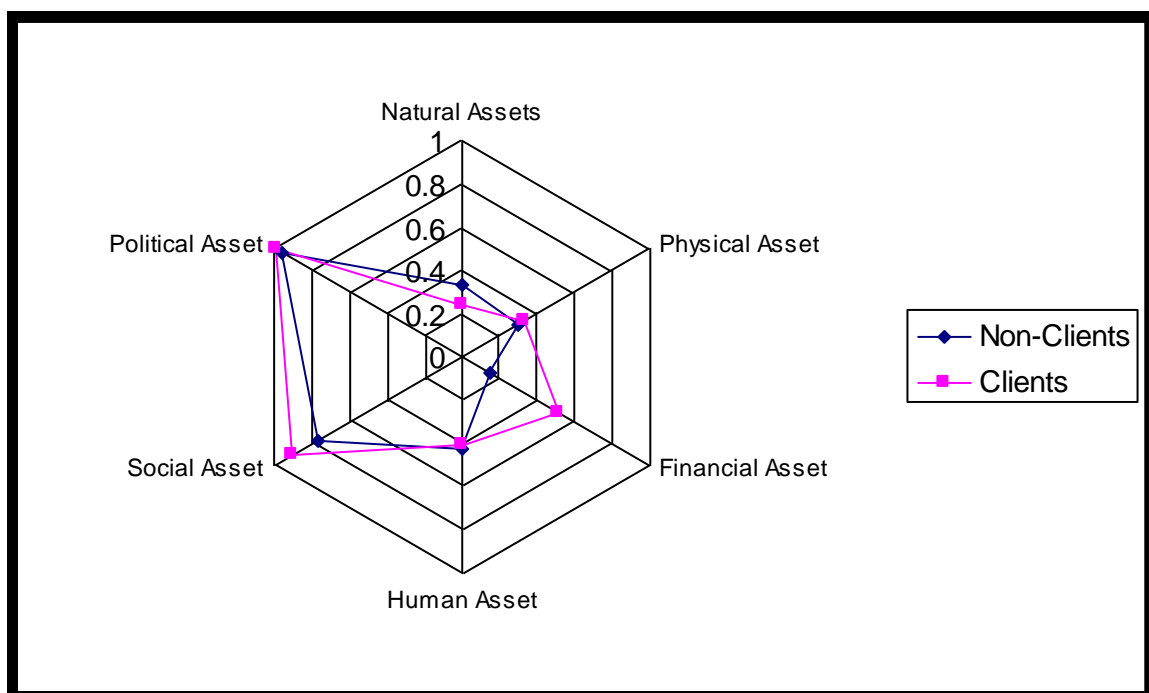 Natural Assets
1
0.8
Political Asset
Physical Asset
0.6
0.4
0.2
0
Non-Clients
Clients
Social Asset
Financial Asset
Human Asset